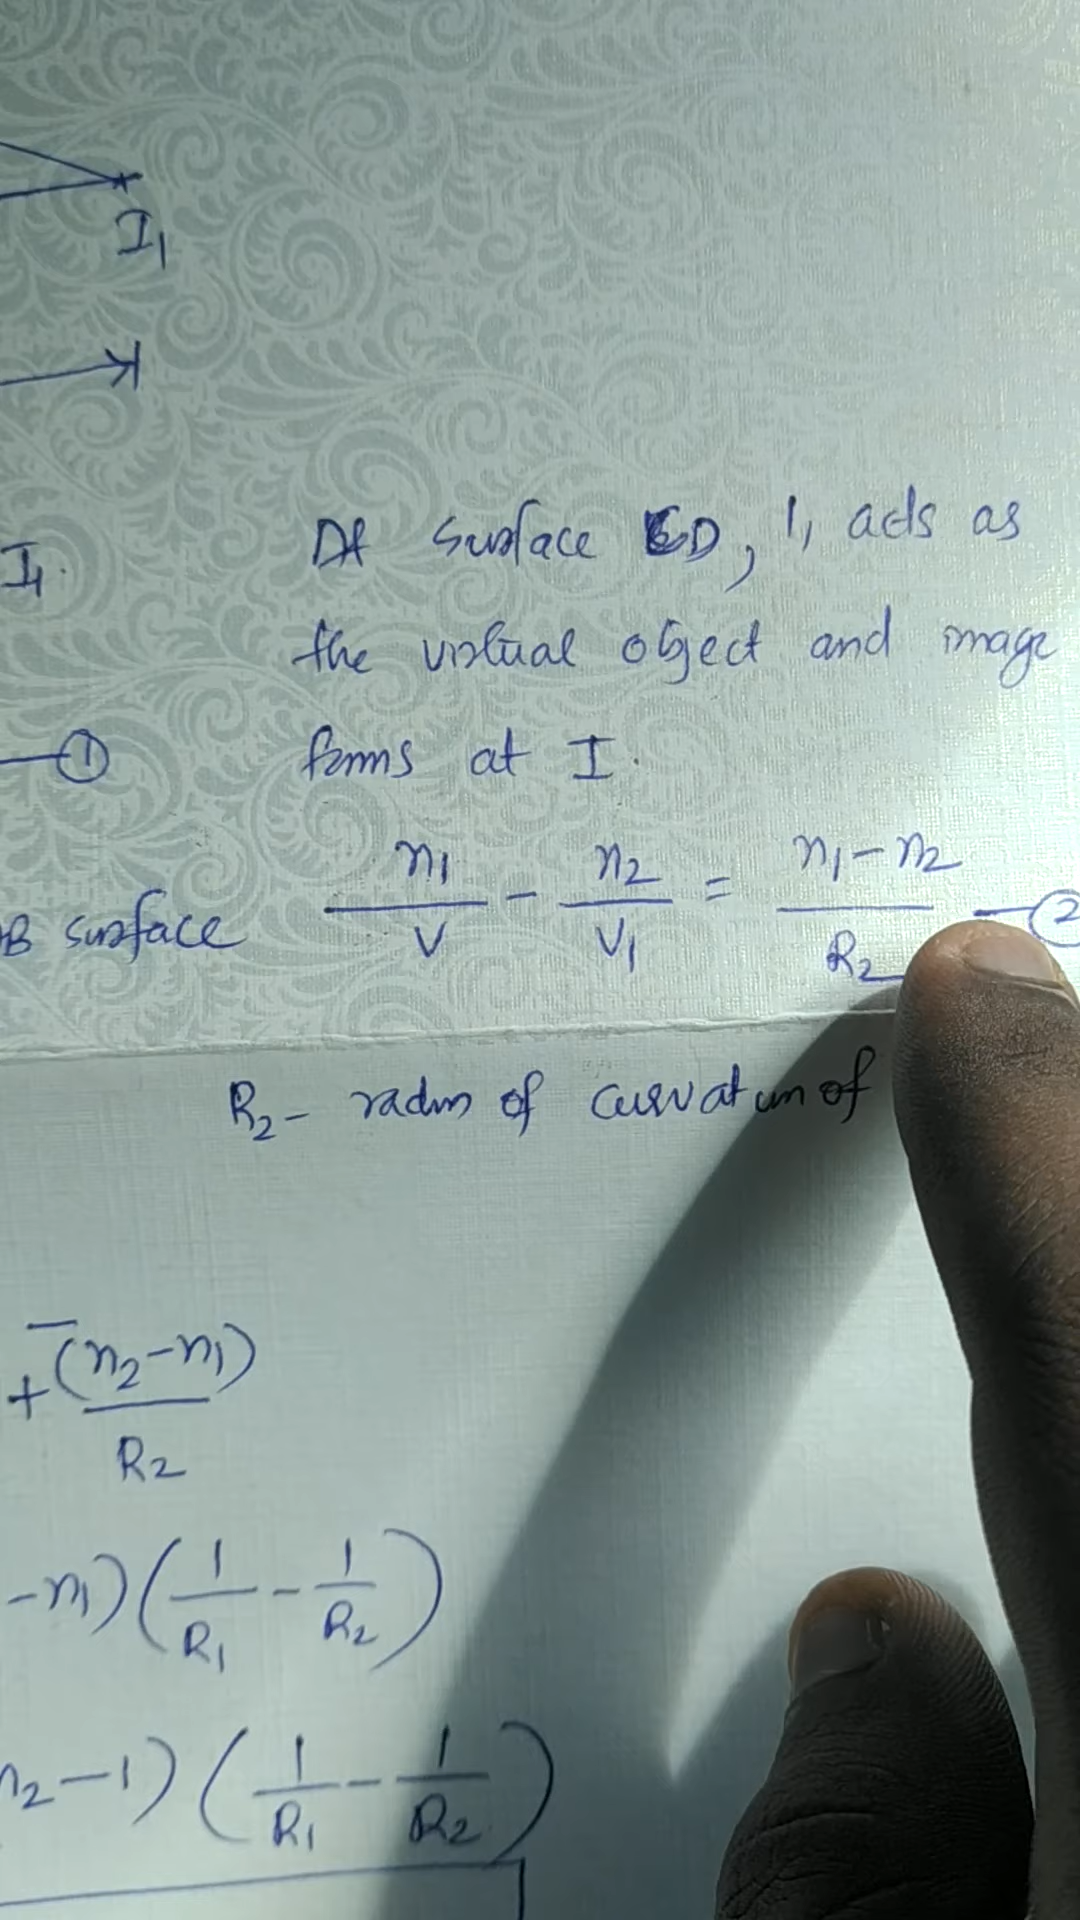 I₁
I₁.
At surface CD, I₁ acts as
the virtual object and image
forms at I.
①
n₁/V - n₂/V₁ = (n₁-n₂)/R₂ — ②
B surface
R₂ - radius of curvature of
+ -(n₂-n₁)/R₂
-n₁) (1/R₁ - 1/R₂)
n₂-1) (1/R₁ - 1/R₂)